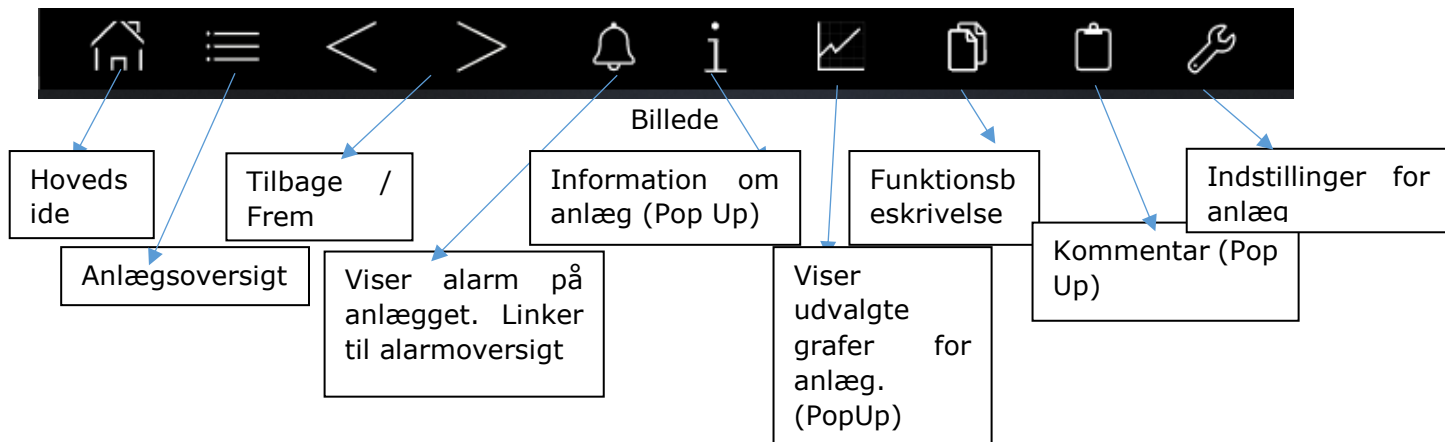 Billede
Hoveds
ide
Anlægsoversigt
Tilbage /
Frem
Viser alarm på
anlægget. Linker
til alarmoversigt
Information om
anlæg (Pop Up)
Viser
udvalgte
grafer for
anlæg.
(PopUp)
Funktionsb
eskrivelse
Kommentar (Pop
Up)
Indstillinger for
anlæg